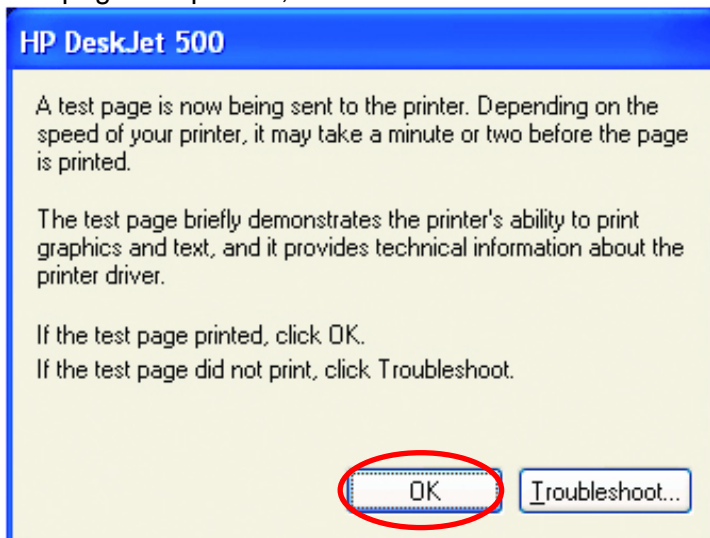 HP DeskJet 500
A test page is now being sent to the printer. Depending on the
speed of your printer, it may take a minute or two before the page
is printed.
The test page briefly demonstrates the printer's ability to print
graphics and text, and it provides technical information about the
printer driver.
If the test page printed, click OK.
If the test page did not print, click Troubleshoot.
OK Troubleshoot...